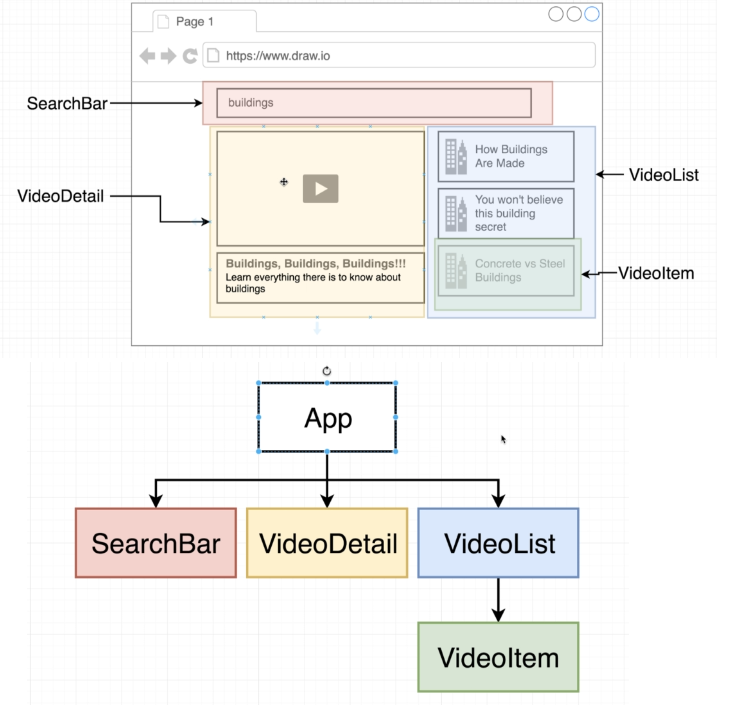 Page 1
https://www.draw.io
SearchBar
buildings
VideoDetail
Buildings, Buildings, Buildings!!!
Learn everything there is to know about
buildings
How Buildings
Are Made
You won't believe
this building
secret
Concrete vs Steel
Buildings
VideoList
VideoItem
App
SearchBar
VideoDetail
VideoList
VideoItem